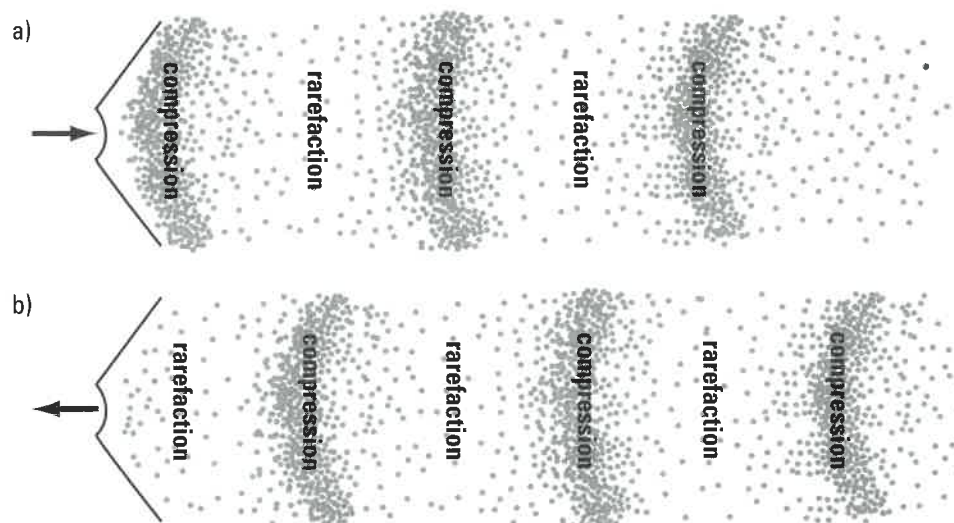 a)
compression
rarefaction
compression
rarefaction
compression
b)
rarefaction
compression
rarefaction
compression
rarefaction
compression